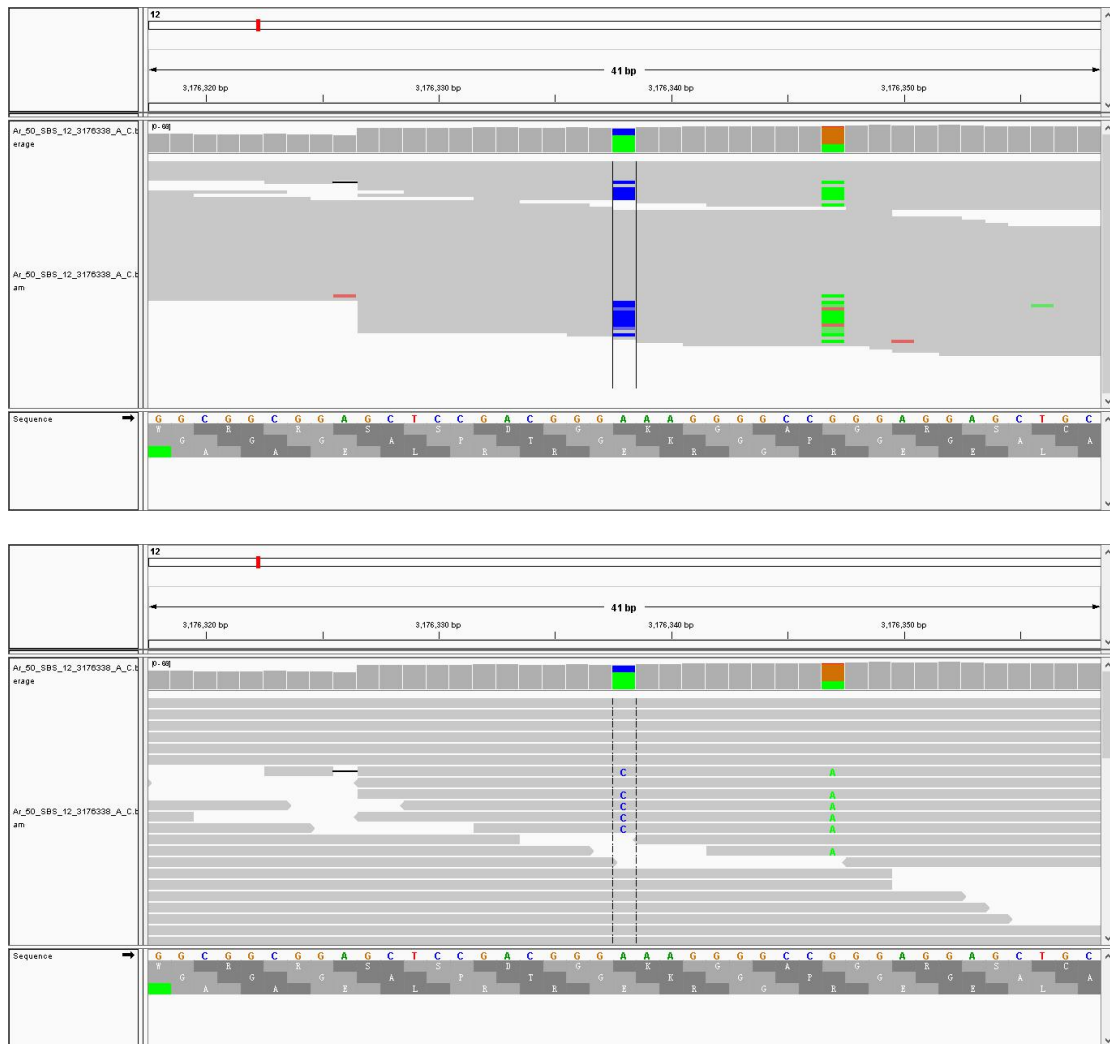 12
41 bp
3,176,320 bp 3,176,330 bp 3,176,340 bp 3,176,350 bp
Ar_50_SBS_12_3176338_A_C.b
erage
[0 - 68]
Ar_50_SBS_12_3176338_A_C.b
am
Sequence
G G C G G C G G A G C T C C G A C G G G A A A G G G G C C G G G A G G A G C T G C
W R R S S D G K G A G R S C
G G G A P T G K G P G G A A
A A E L R R E R G R E E L
12
41 bp
3,176,320 bp 3,176,330 bp 3,176,340 bp 3,176,350 bp
Ar_50_SBS_12_3176338_A_C.b
erage
[0 - 68]
C A
C A
C A
C A
C A
A
Ar_50_SBS_12_3176338_A_C.b
am
Sequence
G G C G G C G G A G C T C C G A C G G G A A A G G G G C C G G G A G G A G C T G C
W R R S S D G K G A G R S C
G G G A P T G K G P G G A A
A A E L R R E R G R E E L